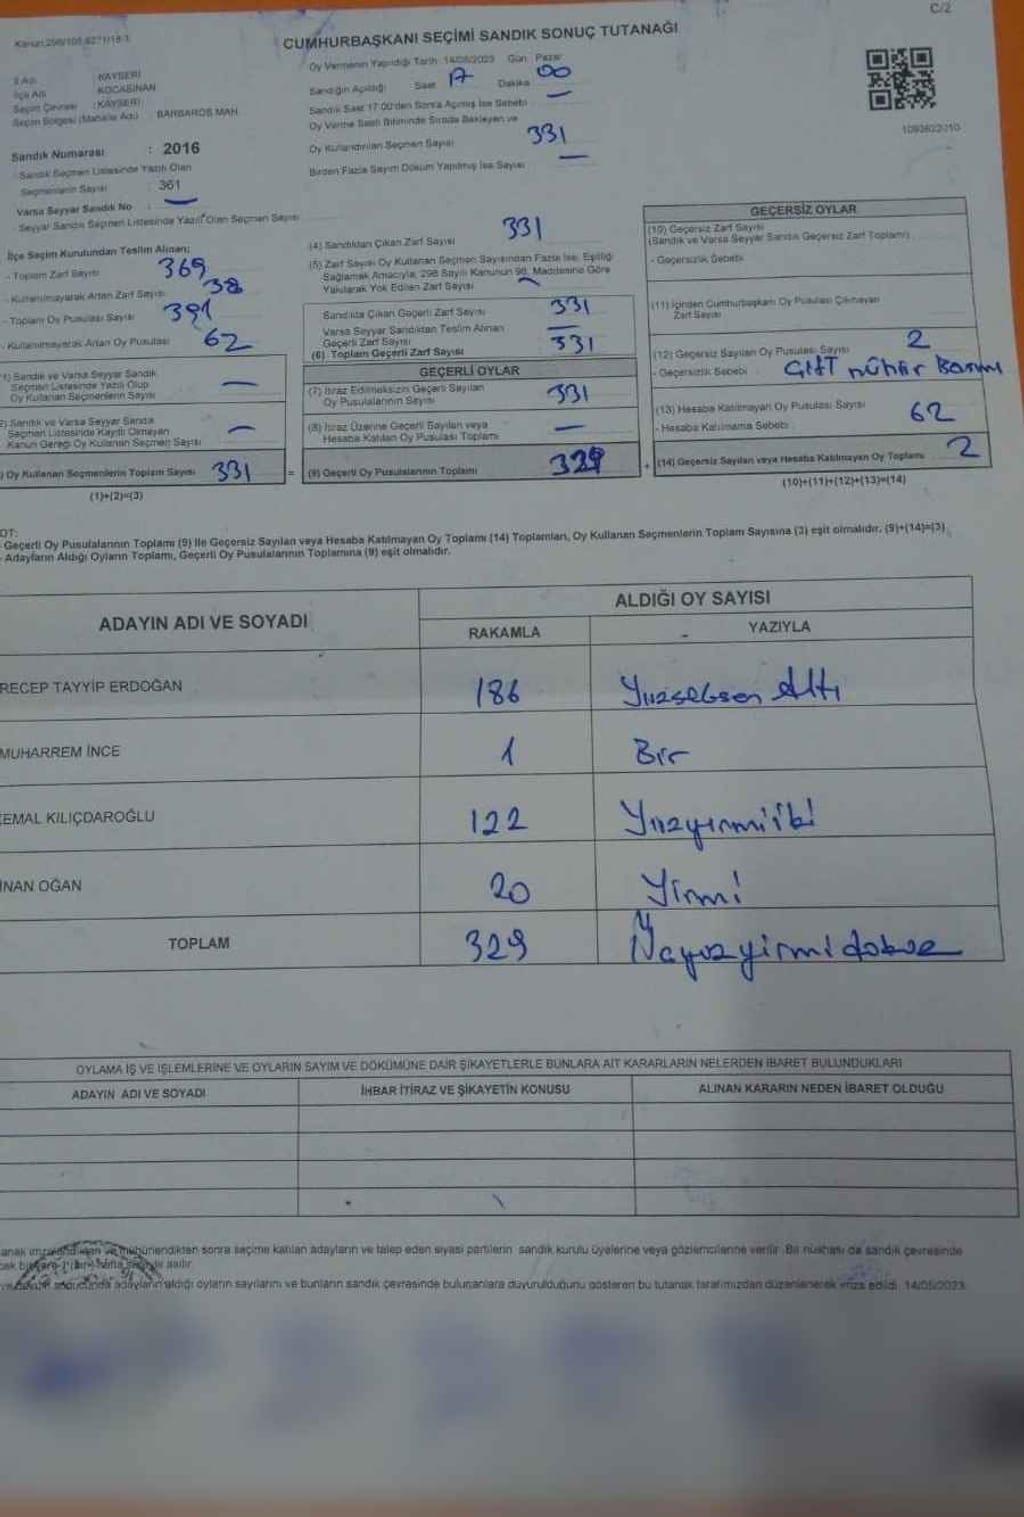 C/2
CUMHURBAŞKANI SEÇİMİ SANDIK SONUÇ TUTANAĞI
Oy Vermenin Yapıldığı Tarih 14/05/2023 Gün Pazar
İl Adı : KAYSERİ
İlçe Adı : KOCASİNAN
Seçim Çevresi : KAYSERİ
Seçim Bölgesi (Mahalle Adı) BARBAROS MAH.
Sandık Numarası : 2016
Sandık Seçmen Listesinde Yazılı Olan
Seçmenlerin Sayısı : 361
Varsa Seyyar Sandık No : —
- Seyyar Sandık Seçmen Listesinde Yazılı Olan Seçmen Sayısı
Sandığın Açıldığı Saat 17 Dakika 00
Sandık Saat 17:00'den Sonra Açılmış İse Sebebi —
Oy Verme Saati Bitiminde Sırada Bekleyen ve
Oy Kullandırılan Seçmen Sayısı 331
Birden Fazla Sayım Döküm Yapılmış İse Sayısı —
İlçe Seçim Kurulundan Teslim Alınan:
- Toplam Zarf Sayısı 369
- Kullanılmayarak Artan Zarf Sayısı 38
- Toplam Oy Pusulası Sayısı 391
- Kullanılmayarak Artan Oy Pusulası 62
1) Sandık ve Varsa Seyyar Sandık
Seçmen Listesinde Yazılı Olup
Oy Kullanan Seçmenlerin Sayısı —
2) Sandık ve Varsa Seyyar Sandık
Seçmen Listesinde Kayıtlı Olmayan
Kanun Gereği Oy Kullanan Seçmen Sayısı —
) Oy Kullanan Seçmenlerin Toplam Sayısı 331 =
(1)+(2)=(3)
(4) Sandıktan Çıkan Zarf Sayısı 331
(5) Zarf Sayısı Oy Kullanan Seçmen Sayısından Fazla İse, Eşitliği
Sağlamak Amacıyla, 298 Sayılı Kanunun 98. Maddesine Göre
Yakılarak Yok Edilen Zarf Sayısı —
Sandıkta Çıkan Geçerli Zarf Sayısı 331
Varsa Seyyar Sandıktan Teslim Alınan
Geçerli Zarf Sayısı —
(6) Toplam Geçerli Zarf Sayısı 331
GEÇERLİ OYLAR
(7) İtiraz Edilmeksizin Geçerli Sayılan
Oy Pusulalarının Sayısı 331
(8) İtiraz Üzerine Geçerli Sayılan veya
Hesaba Katılan Oy Pusulası Toplamı —
(9) Geçerli Oy Pusulalarının Toplamı 329 +
GEÇERSİZ OYLAR
(10) Geçersiz Zarf Sayısı
(Sandık ve Varsa Seyyar Sandık Geçersiz Zarf Toplamı)
- Geçersizlik Sebebi
(11) İçinden Cumhurbaşkanı Oy Pusulası Çıkmayan
Zarf Sayısı
(12) Geçersiz Sayılan Oy Pusulası Sayısı 2
- Geçersizlik Sebebi Çift mühür Basımı
(13) Hesaba Katılmayan Oy Pusulası Sayısı 62
- Hesaba Katılmama Sebebi
(14) Geçersiz Sayılan veya Hesaba Katılmayan Oy Toplamı 2
(10)+(11)+(12)+(13)=(14)
OT:
- Geçerli Oy Pusulalarının Toplamı (9) ile Geçersiz Sayılan veya Hesaba Katılmayan Oy Toplamı (14) Toplamları, Oy Kullanan Seçmenlerin Toplam Sayısına (3) eşit olmalıdır. (9)+(14)=(3)
- Adayların Aldığı Oyların Toplamı, Geçerli Oy Pusulalarının Toplamına (9) eşit olmalıdır.
ADAYIN ADI VE SOYADI ALDIĞI OY SAYISI
RAKAMLA YAZIYLA
RECEP TAYYİP ERDOĞAN 186 Yüzseksen Altı
MUHARREM İNCE 1 Bir
EMAL KILIÇDAROĞLU 122 Yüzyirmiiki
İNAN OĞAN 20 Yirmi
TOPLAM 329 Üçyüzyirmidokuz
OYLAMA İŞ VE İŞLEMLERİNE VE OYLARIN SAYIM VE DÖKÜMÜNE DAİR ŞİKAYETLERLE BUNLARA AİT KARARLARIN NELERDEN İBARET BULUNDUKLARI
ADAYIN ADI VE SOYADI İHBAR İTİRAZ VE ŞİKAYETİN KONUSU ALINAN KARARIN NEDEN İBARET OLDUĞU
anak imzalandıktan ve mühürlendikten sonra seçime katılan adayların ve talep eden siyasi partilerin sandık kurulu üyelerine veya gözlemcilerine verilir. Bir nüshası da sandık çevresinde
adayların aldığı oyların sayılarını ve bunların sandık çevresinde bulunanlara duyurulduğunu gösteren bu tutanak tarafımızdan düzenlenerek imza edildi. 14/05/2023